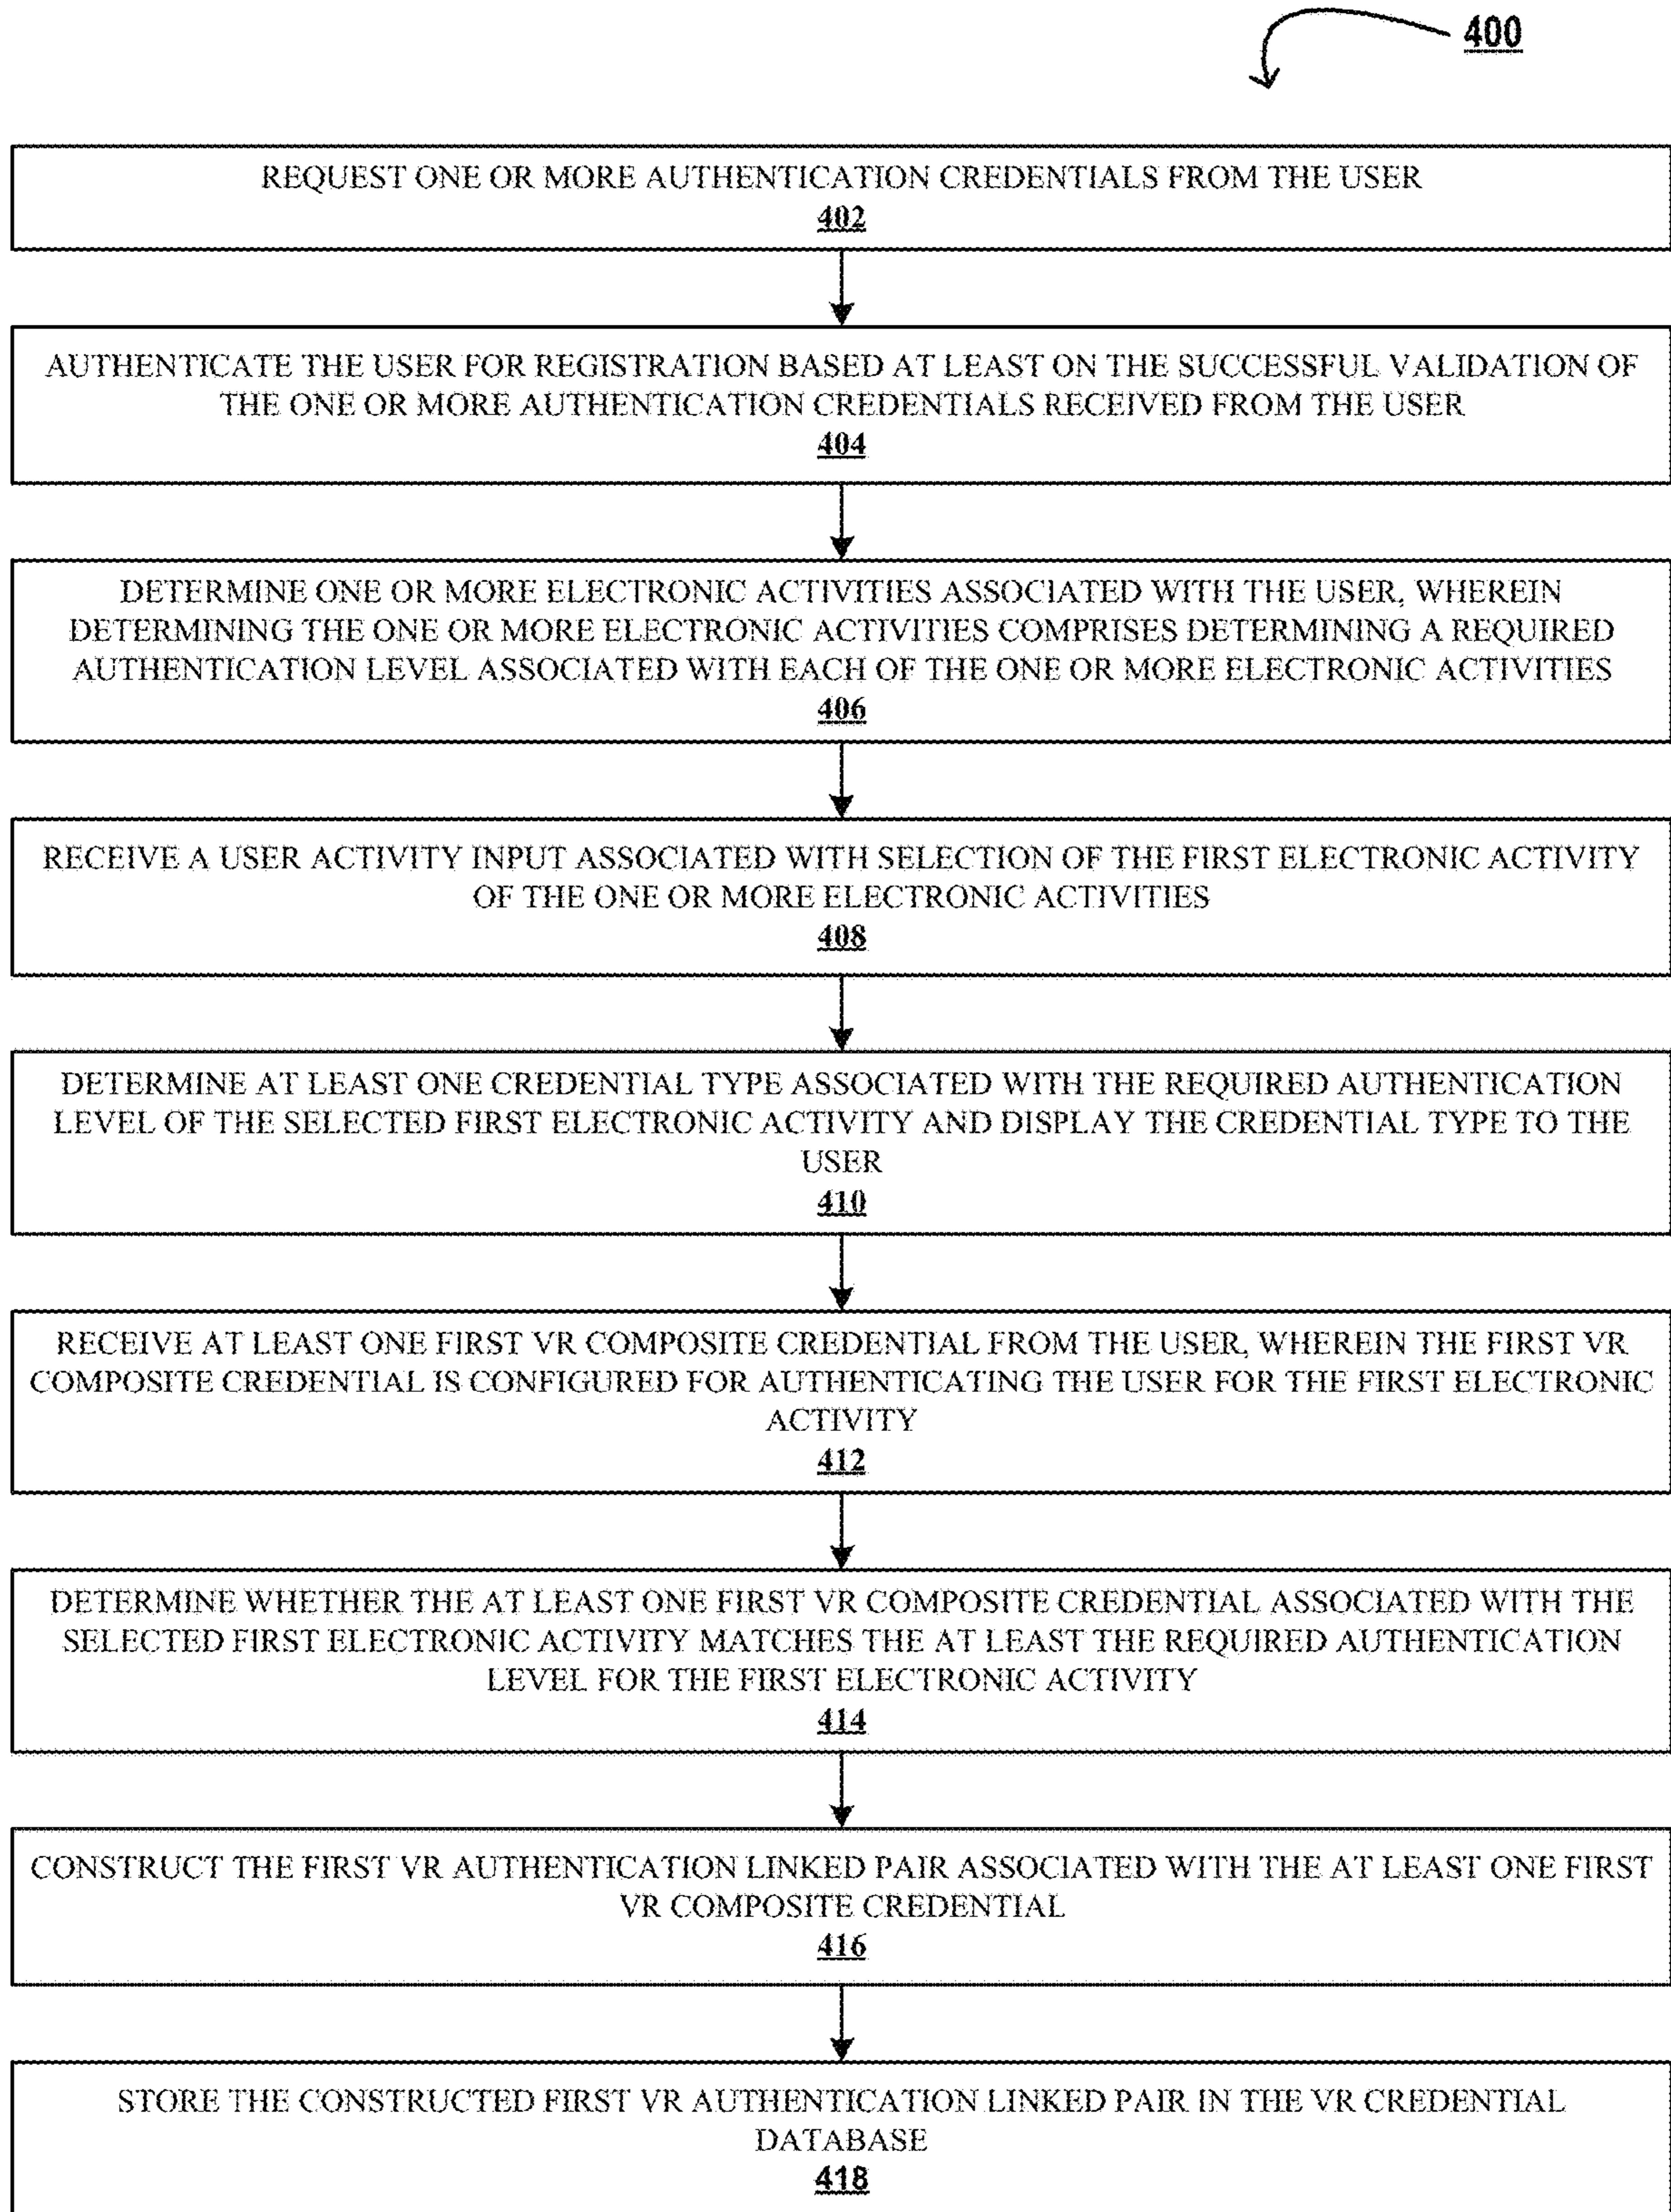 400
REQUEST ONE OR MORE AUTHENTICATION CREDENTIALS FROM THE USER
402
AUTHENTICATE THE USER FOR REGISTRATION BASED AT LEAST ON THE SUCCESSFUL VALIDATION OF
THE ONE OR MORE AUTHENTICATION CREDENTIALS RECEIVED FROM THE USER
404
DETERMINE ONE OR MORE ELECTRONIC ACTIVITIES ASSOCIATED WITH THE USER, WHEREIN
DETERMINING THE ONE OR MORE ELECTRONIC ACTIVITIES COMPRISES DETERMINING A REQUIRED
AUTHENTICATION LEVEL ASSOCIATED WITH EACH OF THE ONE OR MORE ELECTRONIC ACTIVITIES
406
RECEIVE A USER ACTIVITY INPUT ASSOCIATED WITH SELECTION OF THE FIRST ELECTRONIC ACTIVITY
OF THE ONE OR MORE ELECTRONIC ACTIVITIES
408
DETERMINE AT LEAST ONE CREDENTIAL TYPE ASSOCIATED WITH THE REQUIRED AUTHENTICATION
LEVEL OF THE SELECTED FIRST ELECTRONIC ACTIVITY AND DISPLAY THE CREDENTIAL TYPE TO THE
USER
410
RECEIVE AT LEAST ONE FIRST VR COMPOSITE CREDENTIAL FROM THE USER, WHEREIN THE FIRST VR
COMPOSITE CREDENTIAL IS CONFIGURED FOR AUTHENTICATING THE USER FOR THE FIRST ELECTRONIC
ACTIVITY
412
DETERMINE WHETHER THE AT LEAST ONE FIRST VR COMPOSITE CREDENTIAL ASSOCIATED WITH THE
SELECTED FIRST ELECTRONIC ACTIVITY MATCHES THE AT LEAST THE REQUIRED AUTHENTICATION
LEVEL FOR THE FIRST ELECTRONIC ACTIVITY
414
CONSTRUCT THE FIRST VR AUTHENTICATION LINKED PAIR ASSOCIATED WITH THE AT LEAST ONE FIRST
VR COMPOSITE CREDENTIAL
416
STORE THE CONSTRUCTED FIRST VR AUTHENTICATION LINKED PAIR IN THE VR CREDENTIAL
DATABASE
418